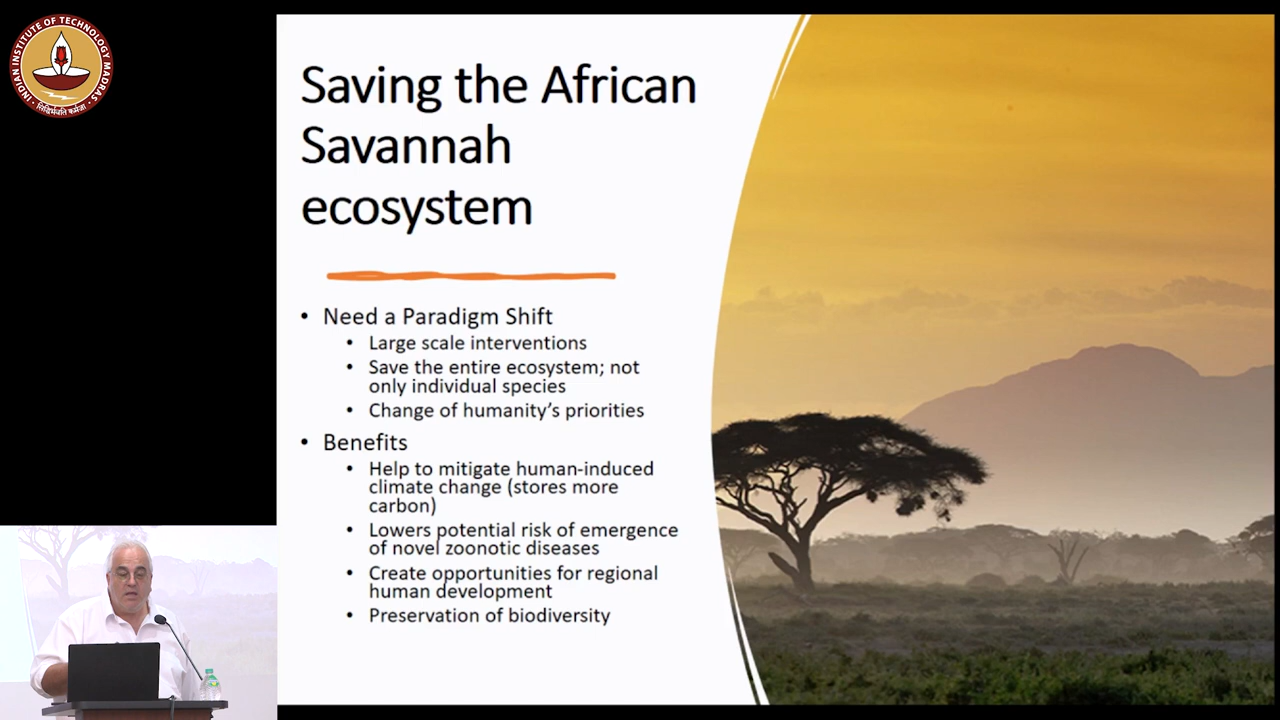 INDIAN INSTITUTE OF TECHNOLOGY MADRAS
सिद्धिर्भवति कर्मजा
Saving the African
Savannah
ecosystem
• Need a Paradigm Shift
• Large scale interventions
• Save the entire ecosystem; not
only individual species
• Change of humanity's priorities
• Benefits
• Help to mitigate human-induced
climate change (stores more
carbon)
• Lowers potential risk of emergence
of novel zoonotic diseases
• Create opportunities for regional
human development
• Preservation of biodiversity